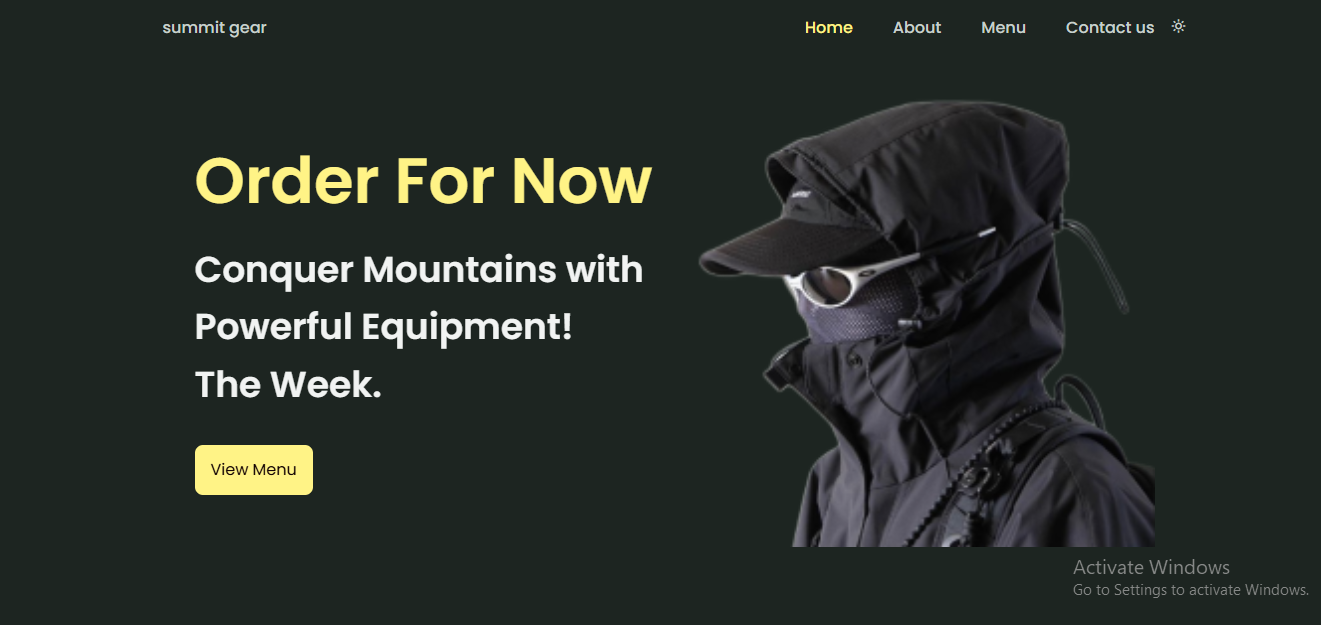 summit gear
Home
About
Menu
Contact us
Order For Now
Conquer Mountains with
Powerful Equipment!
The Week.
View Menu
Activate Windows
Go to Settings to activate Windows.